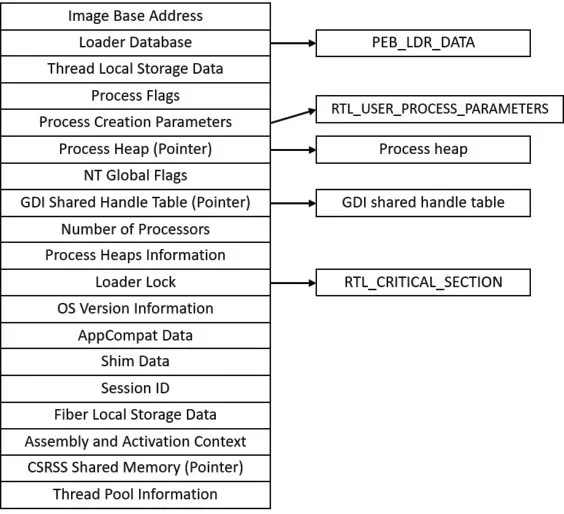 Image Base Address
Loader Database
PEB_LDR_DATA
Thread Local Storage Data
Process Flags
RTL_USER_PROCESS_PARAMETERS
Process Creation Parameters
Process Heap (Pointer)
Process heap
NT Global Flags
GDI Shared Handle Table (Pointer)
GDI shared handle table
Number of Processors
Process Heaps Information
Loader Lock
RTL_CRITICAL_SECTION
OS Version Information
AppCompat Data
Shim Data
Session ID
Fiber Local Storage Data
Assembly and Activation Context
CSRSS Shared Memory (Pointer)
Thread Pool Information